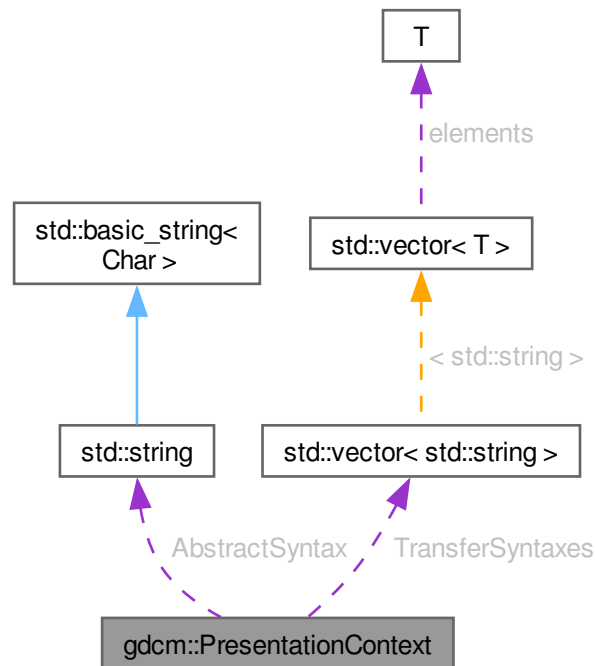 T
elements
std::basic_string<
Char >
std::vector< T >
< std::string >
std::string
std::vector< std::string >
AbstractSyntax
TransferSyntaxes
gdcm::PresentationContext